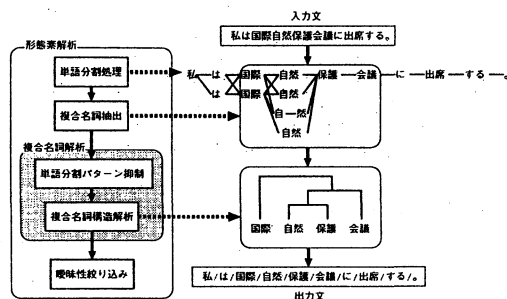 入力文
私は国際自然保護会議に出席する。
形態素解析
単語分割処理
複合名詞抽出
複合名詞解析
単語分割パターン抑制
複合名詞構造解析
曖昧性絞り込み
私 は 国際 自然 保護 会議 に 出席 する 。
は 国際 自然
自 然
自然
国際 自然 保護 会議
私/は/国際/自然/保護/会議/に/出席/する/。
出力文